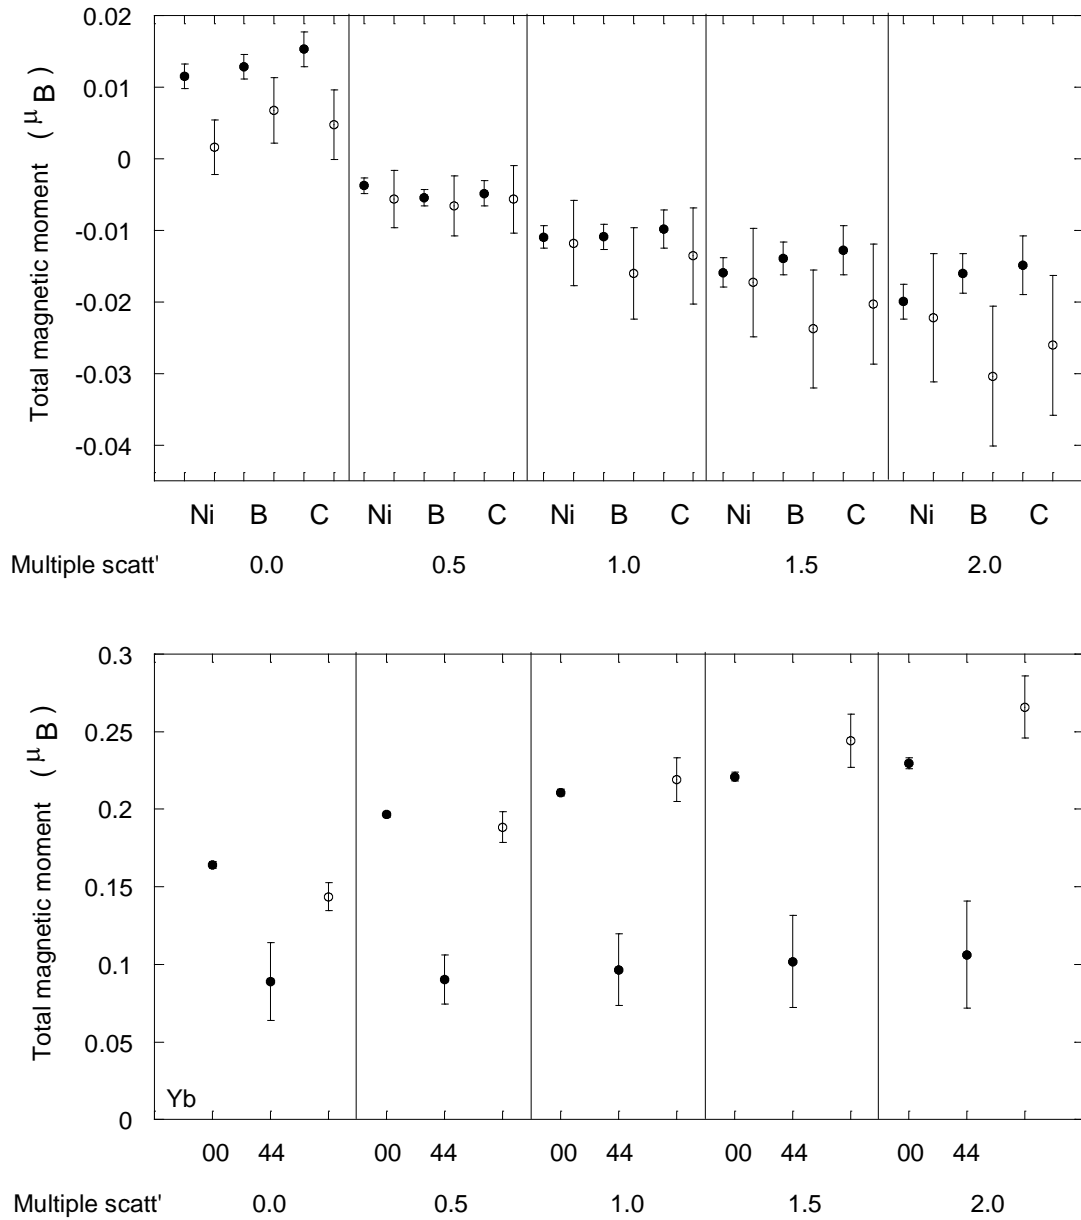 Total magnetic moment ( μ B )
0.02
0.01
0
-0.01
-0.02
-0.03
-0.04
Ni B C Ni B C Ni B C Ni B C Ni B C
Multiple scatt' 0.0 0.5 1.0 1.5 2.0
Total magnetic moment ( μ B )
0.3
0.25
0.2
0.15
0.1
0.05
0
Yb
00 44 00 44 00 44 00 44 00 44
Multiple scatt' 0.0 0.5 1.0 1.5 2.0